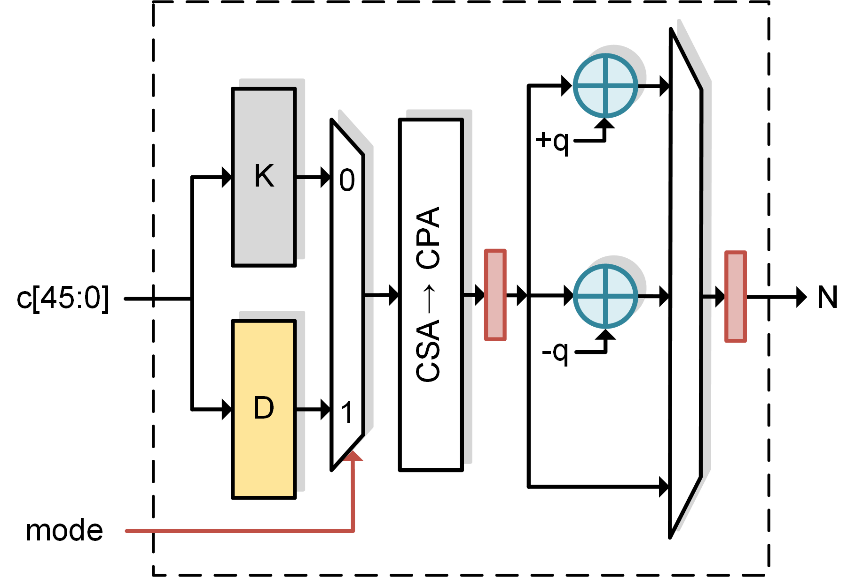 +q
K
0
CSA → CPA
c[45:0]
N
-q
D
1
mode